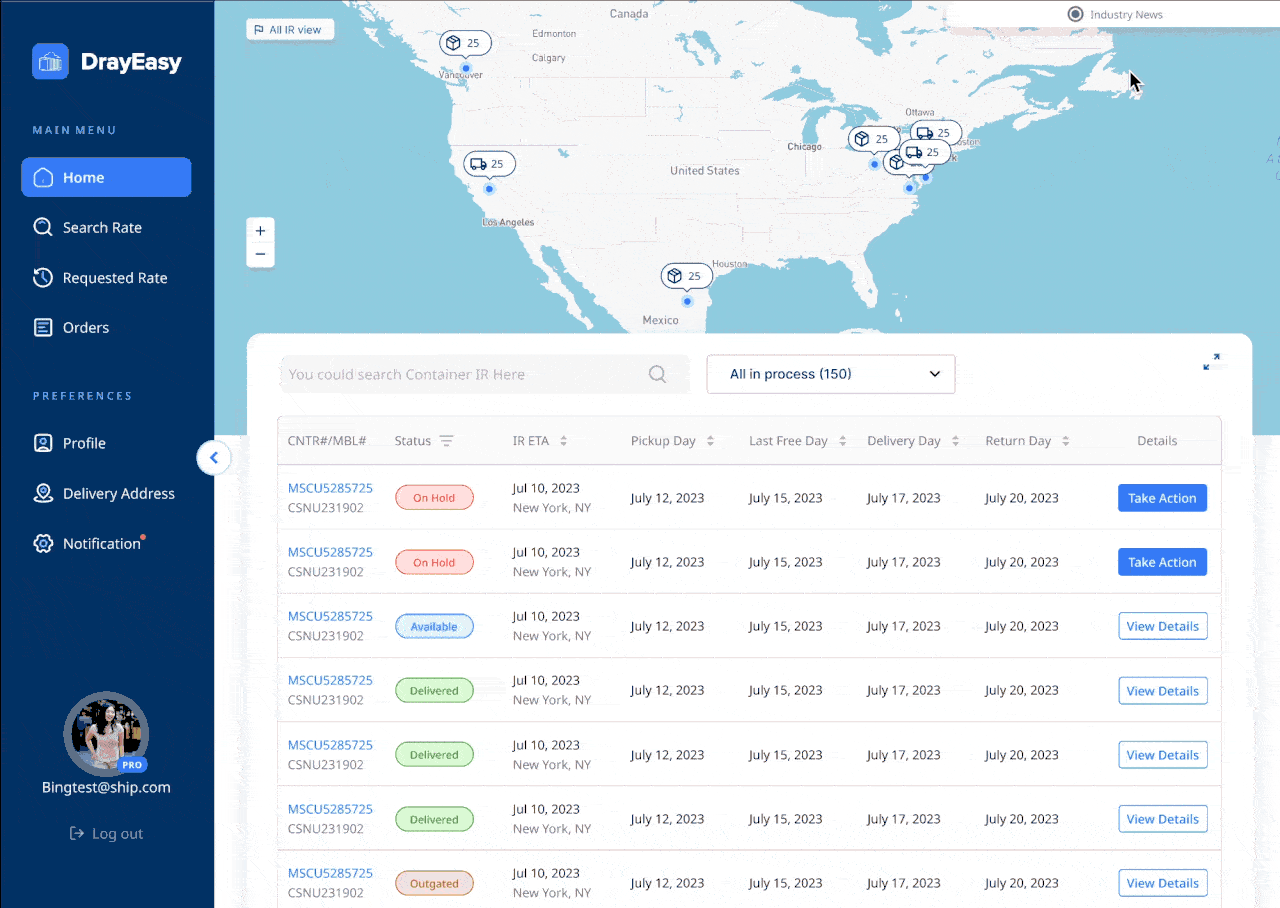 DrayEasy
MAIN MENU
Home
Search Rate
Requested Rate
Orders
PREFERENCES
Profile
Delivery Address
Notification
PRO
Bingtest@ship.com
Log out
All IR view
Industry News
Canada
Edmonton
Calgary
25
Vancouver
Ottawa
25
25
25
Chicago
25
United States
Los Angeles
+
−
Houston
25
Mexico
You could search Container IR Here
All in process (150)
CNTR#/MBL# Status IR ETA Pickup Day Last Free Day Delivery Day Return Day Details
MSCU5285725 CSNU231902 On Hold Jul 10, 2023 New York, NY July 12, 2023 July 15, 2023 July 17, 2023 July 20, 2023 Take Action
MSCU5285725 CSNU231902 On Hold Jul 10, 2023 New York, NY July 12, 2023 July 15, 2023 July 17, 2023 July 20, 2023 Take Action
MSCU5285725 CSNU231902 Available Jul 10, 2023 New York, NY July 12, 2023 July 15, 2023 July 17, 2023 July 20, 2023 View Details
MSCU5285725 CSNU231902 Delivered Jul 10, 2023 New York, NY July 12, 2023 July 15, 2023 July 17, 2023 July 20, 2023 View Details
MSCU5285725 CSNU231902 Delivered Jul 10, 2023 New York, NY July 12, 2023 July 15, 2023 July 17, 2023 July 20, 2023 View Details
MSCU5285725 CSNU231902 Delivered Jul 10, 2023 New York, NY July 12, 2023 July 15, 2023 July 17, 2023 July 20, 2023 View Details
MSCU5285725 CSNU231902 Outgated Jul 10, 2023 New York, NY July 12, 2023 July 15, 2023 July 17, 2023 July 20, 2023 View Details